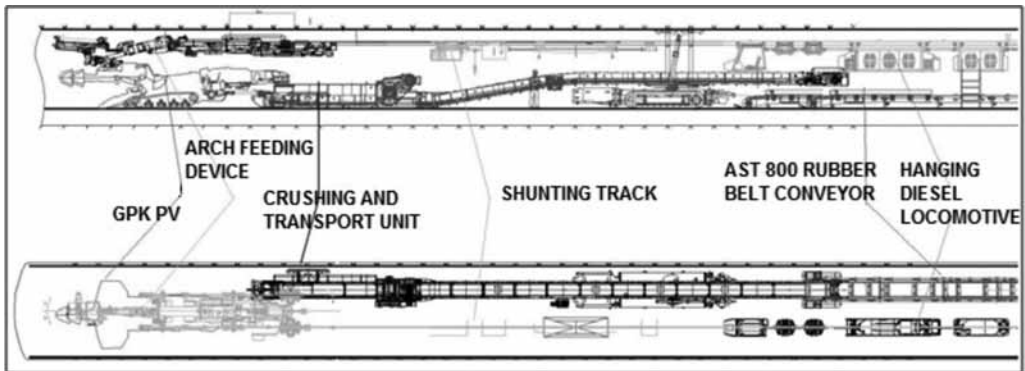 ARCH FEEDING
DEVICE
GPK PV
CRUSHING AND
TRANSPORT UNIT
SHUNTING TRACK
AST 800 RUBBER
BELT CONVEYOR
HANGING
DIESEL
LOCOMOTIVE